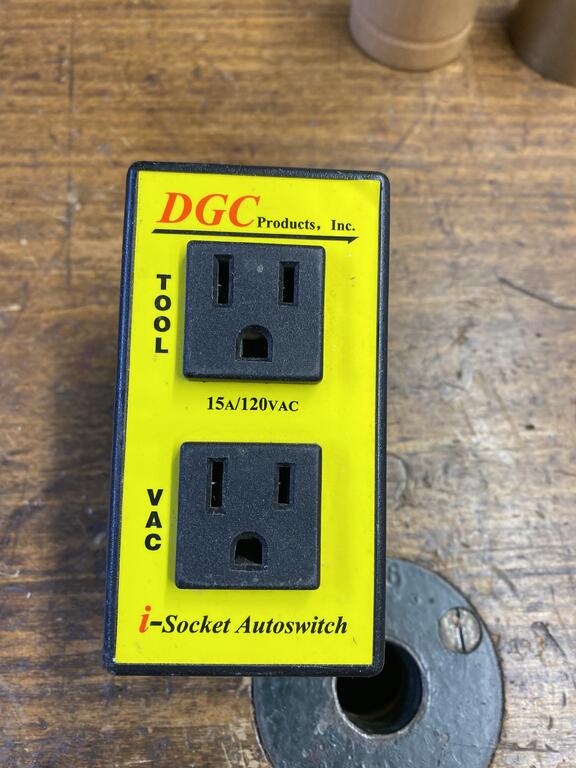 DGC Products, Inc.
TOOL
15A/120VAC
VAC
i-Socket Autoswitch